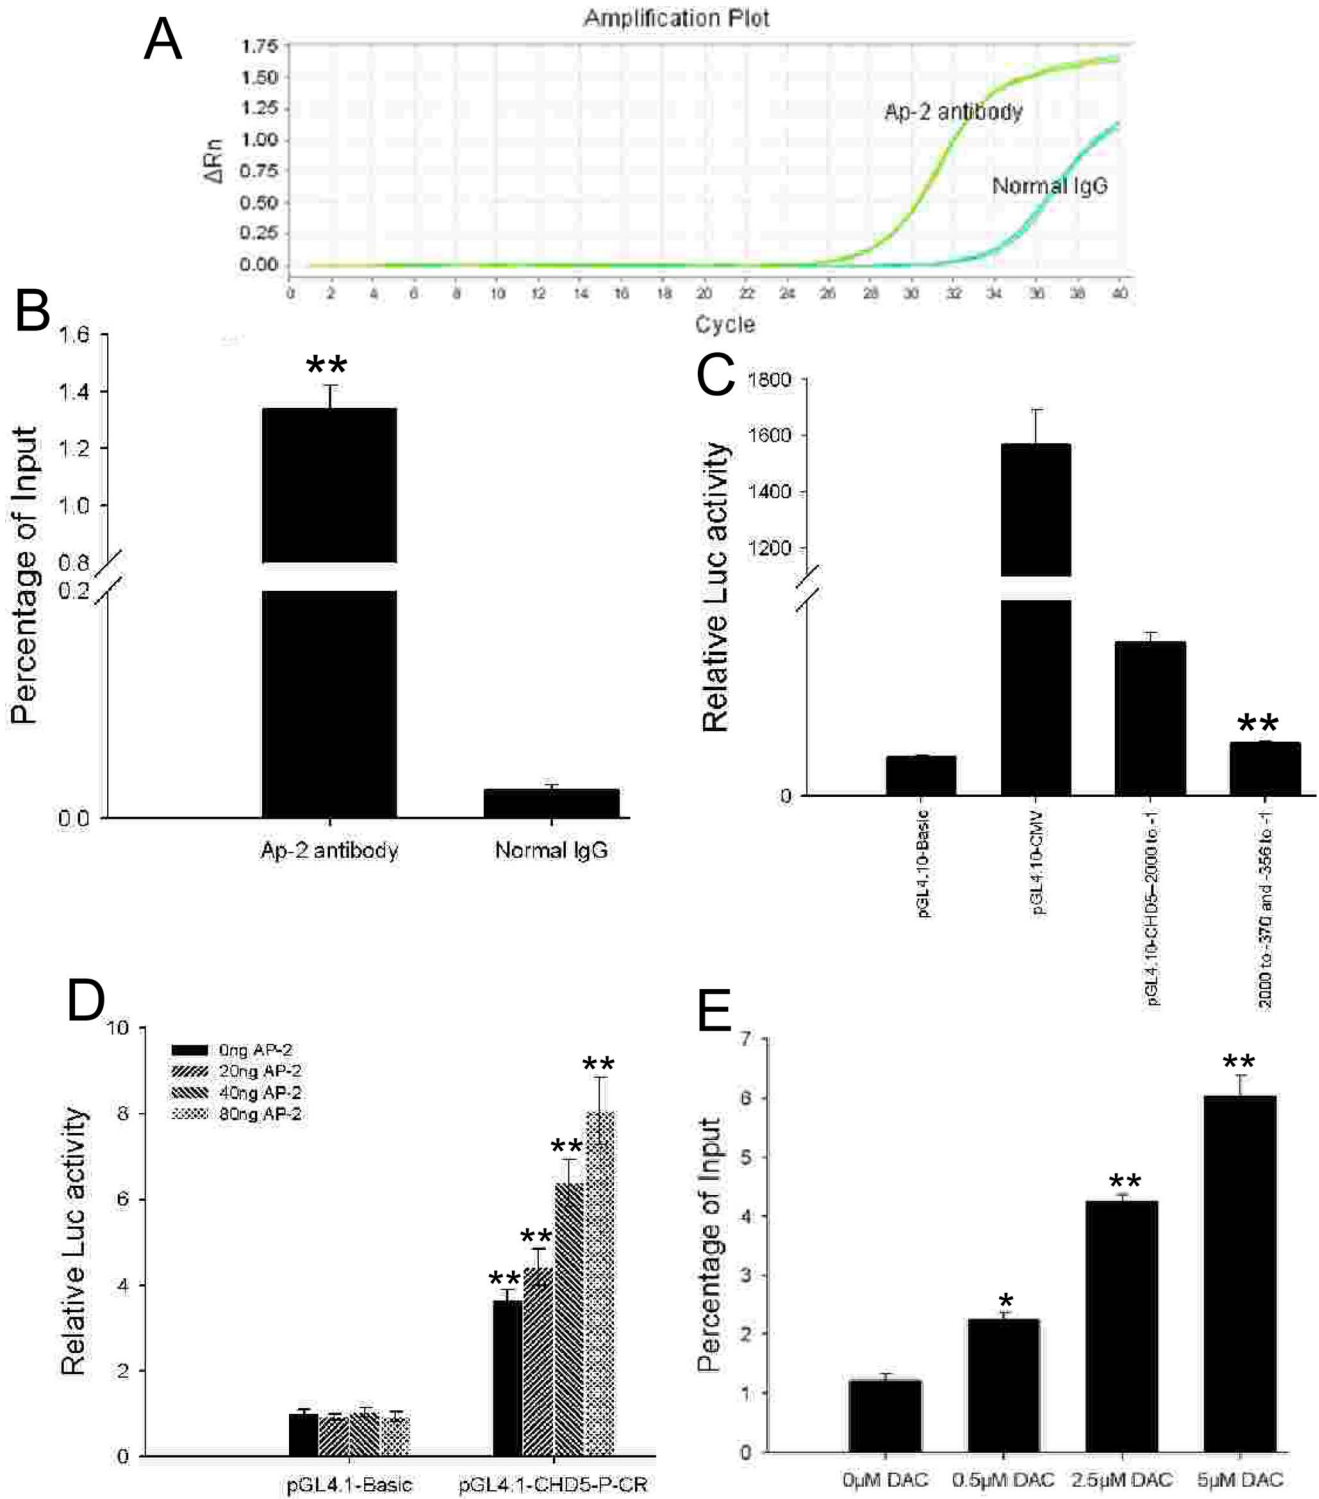 A
Amplification Plot
ΔRn
1.75
1.50
1.25
1.00
0.75
0.50
0.25
0.00
Ap-2 antibody
Normal IgG
0 2 4 6 8 10 12 14 16 18 20 22 24 26 28 30 32 34 36 38 40
Cycle
B
Percentage of Input
1.6
1.4
1.2
1.0
0.8
0.2
0.0
**
Ap-2 antibody
Normal IgG
C
Relative Luc activity
1800
1600
1400
1200
0
**
pGL4.10-Basic
pGL4.10-CMV
pGL4.10-CHD5--2000 to -1
2000 to -370 and -356 to -1
D
Relative Luc activity
10
8
6
4
2
0
0ng AP-2
20ng AP-2
40ng AP-2
80ng AP-2
**
**
**
**
pGL4.1-Basic
pGL4.1-CHD5-P-CR
E
Percentage of Input
7
6
5
4
3
2
1
0
*
**
**
0µM DAC
0.5µM DAC
2.5µM DAC
5µM DAC